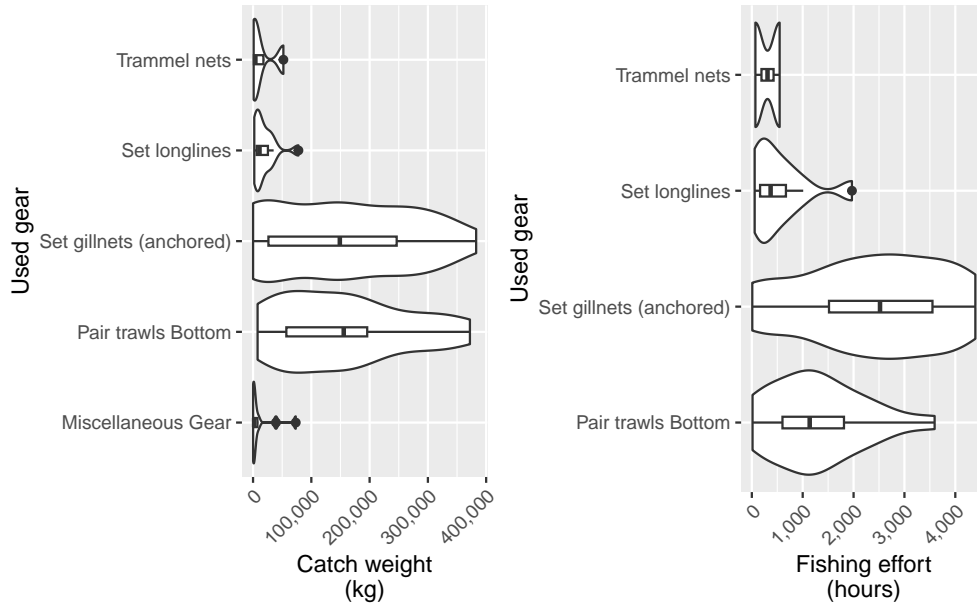 Used gear
Trammel nets
Set longlines
Set gillnets (anchored)
Pair trawls Bottom
Miscellaneous Gear
0
100,000
200,000
300,000
400,000
Catch weight
(kg)
Used gear
Trammel nets
Set longlines
Set gillnets (anchored)
Pair trawls Bottom
0
1,000
2,000
3,000
4,000
Fishing effort
(hours)